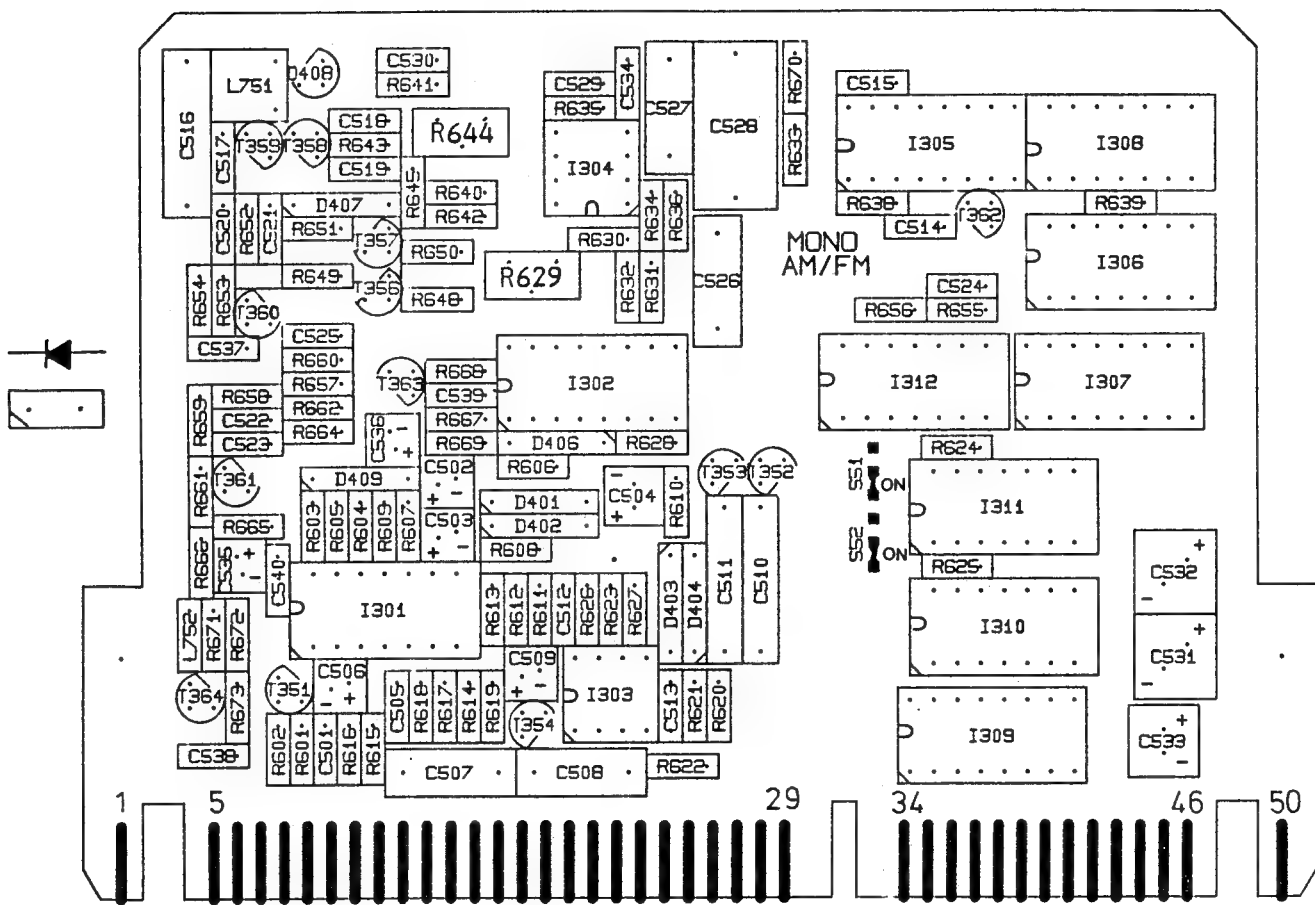 C516
L751
D408
C530
R641
C529
R635
C534
C527
C528
R670
C515
C517
T359
T358
C518
R643
C519
R644
R645
I304
R633
I305
I308
R640
R642
C520
R652
C521
D407
R651
T357
R650
R634
R636
R630
R638
C514
T362
R639
MONO
AM/FM
R654
R653
R649
T356
R648
R629
R632
R631
C526
I306
T360
C524
R656
R655
C537
C525
R660
R657
R662
R664
T363
R668
C539
R667
R669
I302
I312
I307
R659
R658
C522
C523
C536
+
-
D406
R628
R606
C502
+ -
R661
T361
D409
C504
-
+
R610
T353
T352
SS1
ON
R624
I311
R603
R605
R604
R609
R607
C503
+ -
D401
D402
R608
R665
R666
C535
+
-
C540
SS2
ON
R625
C511
C510
C532
+
-
I301
R613
R612
R611
C512
R626
R623
R627
D403
D404
I310
L752
R671
R672
C506
- +
C509
+ -
C531
+
-
T364
R673
T351
C505
R618
R617
R614
R619
T354
I303
C513
R621
R620
I309
C533
+
-
C538
R602
R601
C501
R616
R615
C507
C508
R622
1
5
29
34
46
50